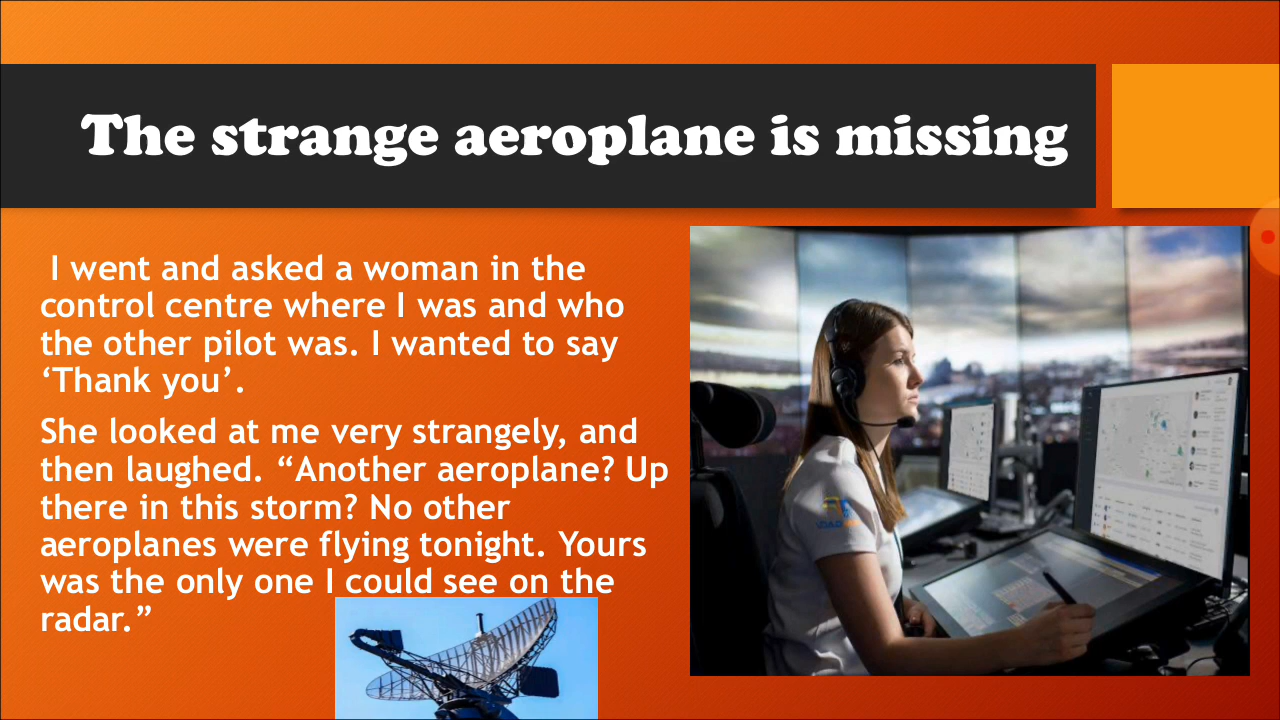 The strange aeroplane is missing
I went and asked a woman in the
control centre where I was and who
the other pilot was. I wanted to say
‘Thank you’.
She looked at me very strangely, and
then laughed. “Another aeroplane? Up
there in this storm? No other
aeroplanes were flying tonight. Yours
was the only one I could see on the
radar.”